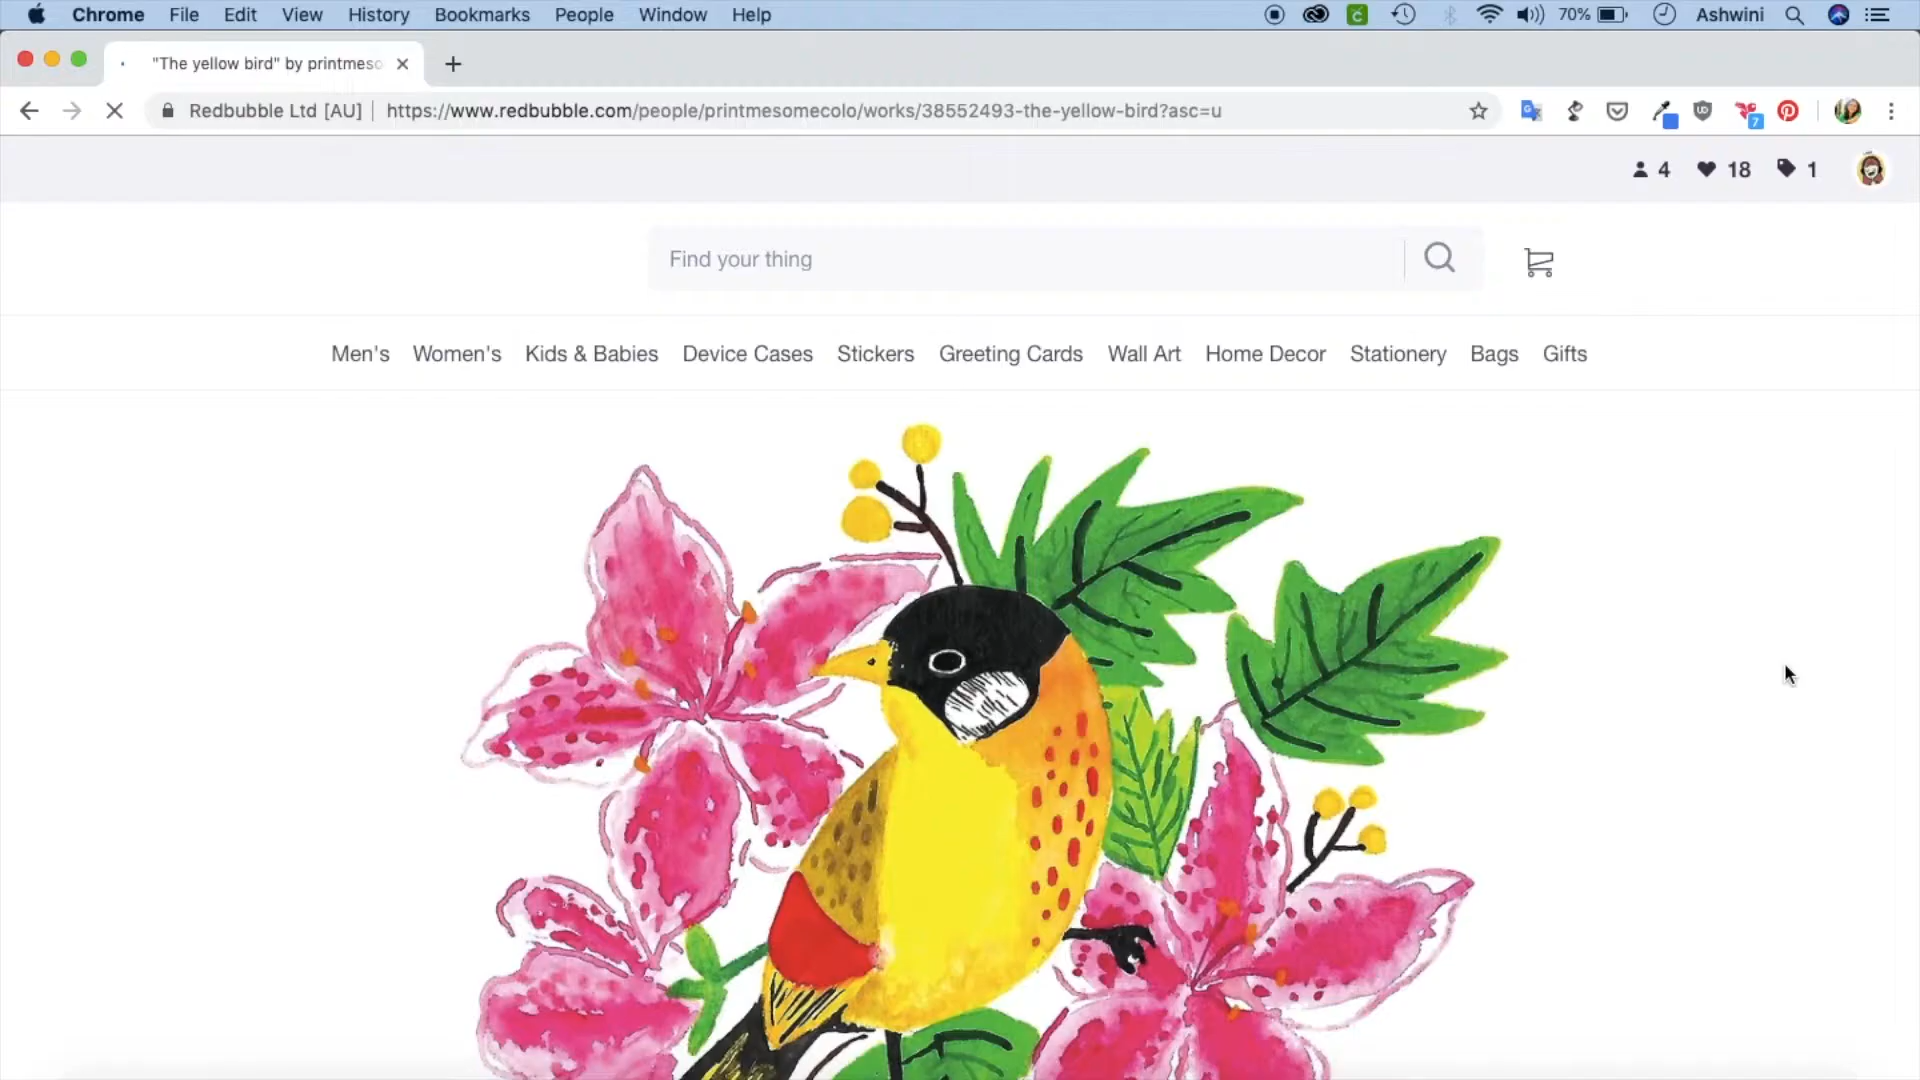 Chrome File Edit View History Bookmarks People Window Help 70% Ashwini
"The yellow bird" by printmeso
Redbubble Ltd [AU] | https://www.redbubble.com/people/printmesomecolo/works/38552493-the-yellow-bird?asc=u 7
4 18 1
Find your thing
Men's Women's Kids & Babies Device Cases Stickers Greeting Cards Wall Art Home Decor Stationery Bags Gifts